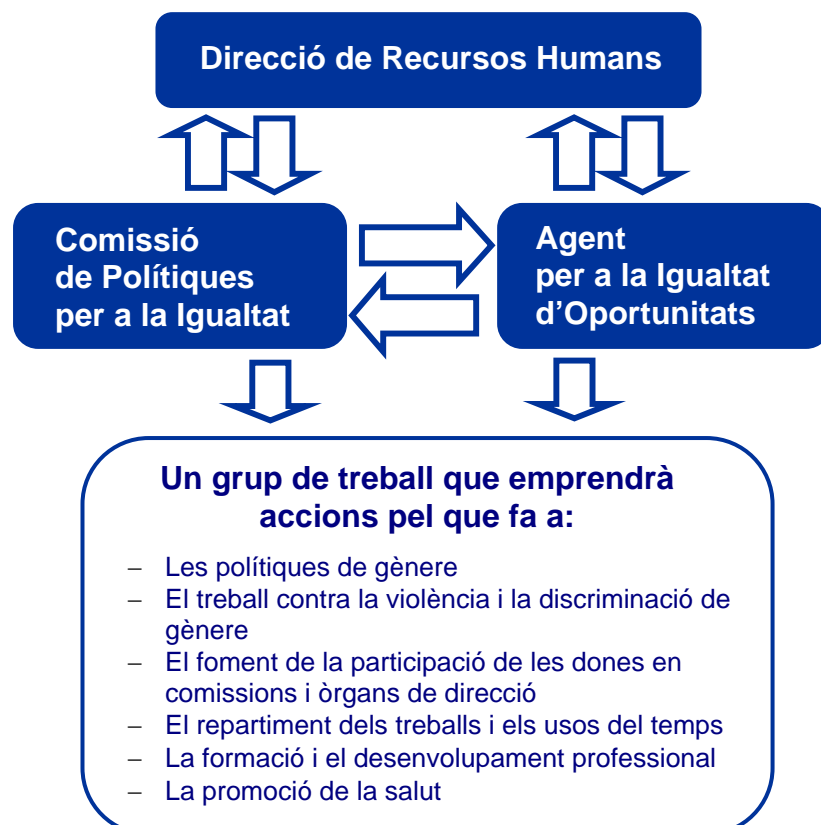 Direcció de Recursos Humans
Comissió
de Polítiques
per a la Igualtat
Agent
per a la Igualtat
d’Oportunitats
Un grup de treball que emprendrà
accions pel que fa a:
– Les polítiques de gènere
– El treball contra la violència i la discriminació de
gènere
– El foment de la participació de les dones en
comissions i òrgans de direcció
– El repartiment dels treballs i els usos del temps
– La formació i el desenvolupament professional
– La promoció de la salut